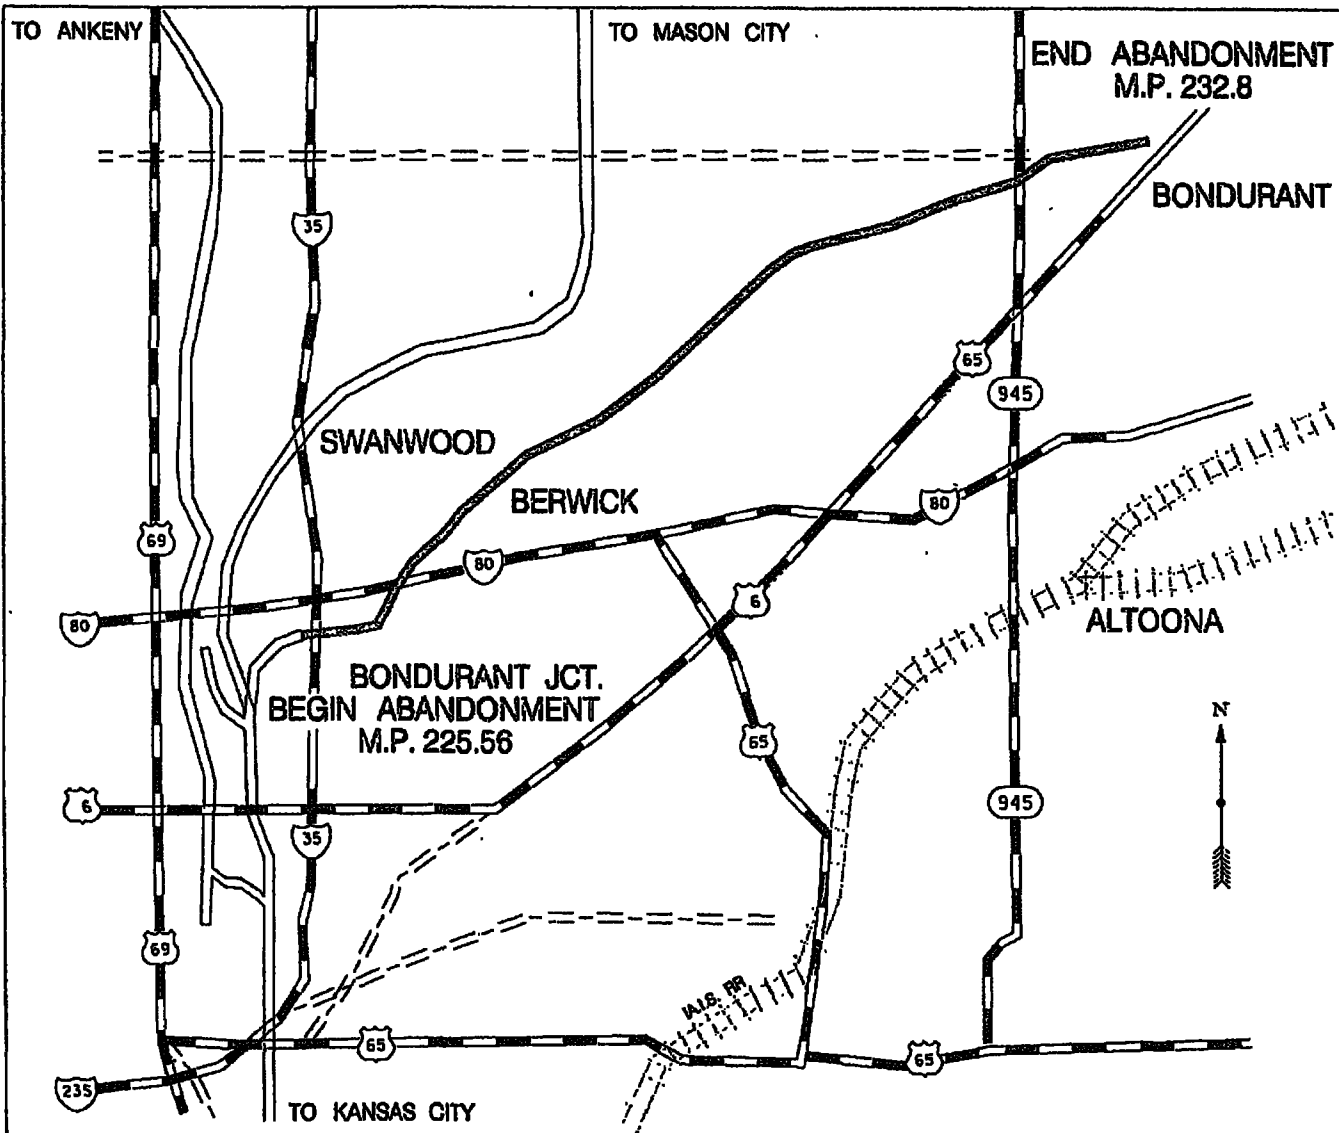 TO ANKENY
TO MASON CITY
END ABANDONMENT
M.P. 232.8
BONDURANT
35
65
945
SWANWOOD
BERWICK
80
69
80
6
80
ALTOONA
BONDURANT JCT.
BEGIN ABANDONMENT
M.P. 225.56
N
65
6
35
945
69
IA.I.S. RR
65
65
235
TO KANSAS CITY